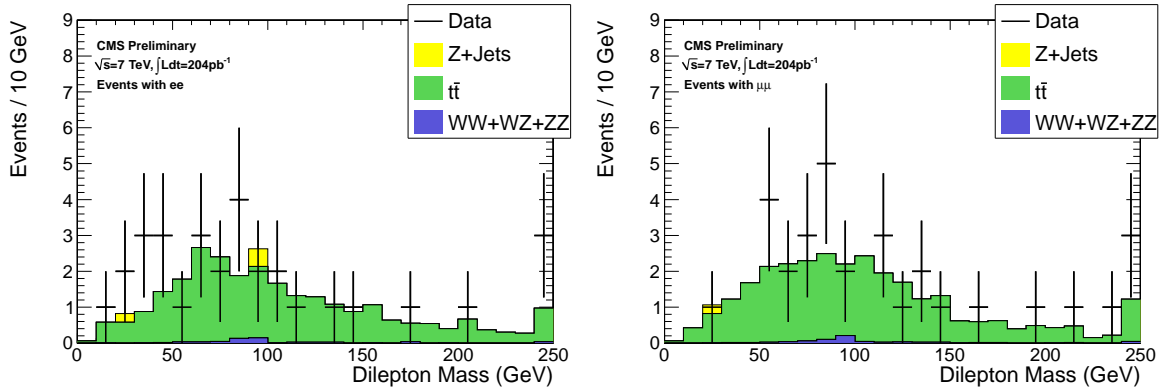 Events / 10 GeV
9
8
7
6
5
4
3
2
1
0
CMS Preliminary
√s=7 TeV, ∫Ldt=204pb⁻¹
Events with ee
Data
Z+Jets
tt̄
WW+WZ+ZZ
0 50 100 150 200 250
Dilepton Mass (GeV)
Events / 10 GeV
9
8
7
6
5
4
3
2
1
0
CMS Preliminary
√s=7 TeV, ∫Ldt=204pb⁻¹
Events with μμ
Data
Z+Jets
tt̄
WW+WZ+ZZ
0 50 100 150 200 250
Dilepton Mass (GeV)